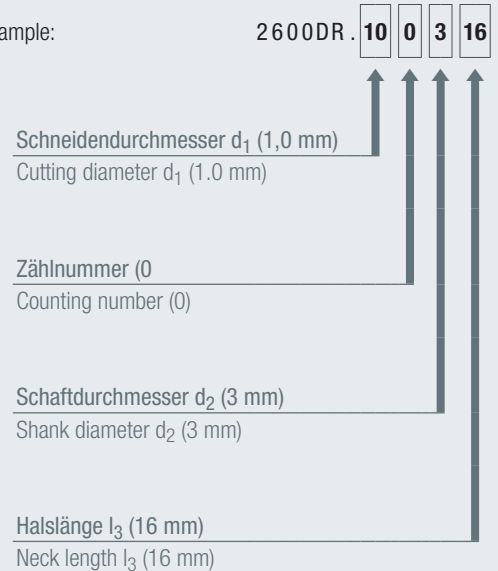 ample: 2600DR. 10 0 3 16
Schneidendurchmesser d₁ (1,0 mm)
Cutting diameter d₁ (1.0 mm)
Zählnummer (0
Counting number (0)
Schaftdurchmesser d₂ (3 mm)
Shank diameter d₂ (3 mm)
Halslänge l₃ (16 mm)
Neck length l₃ (16 mm)